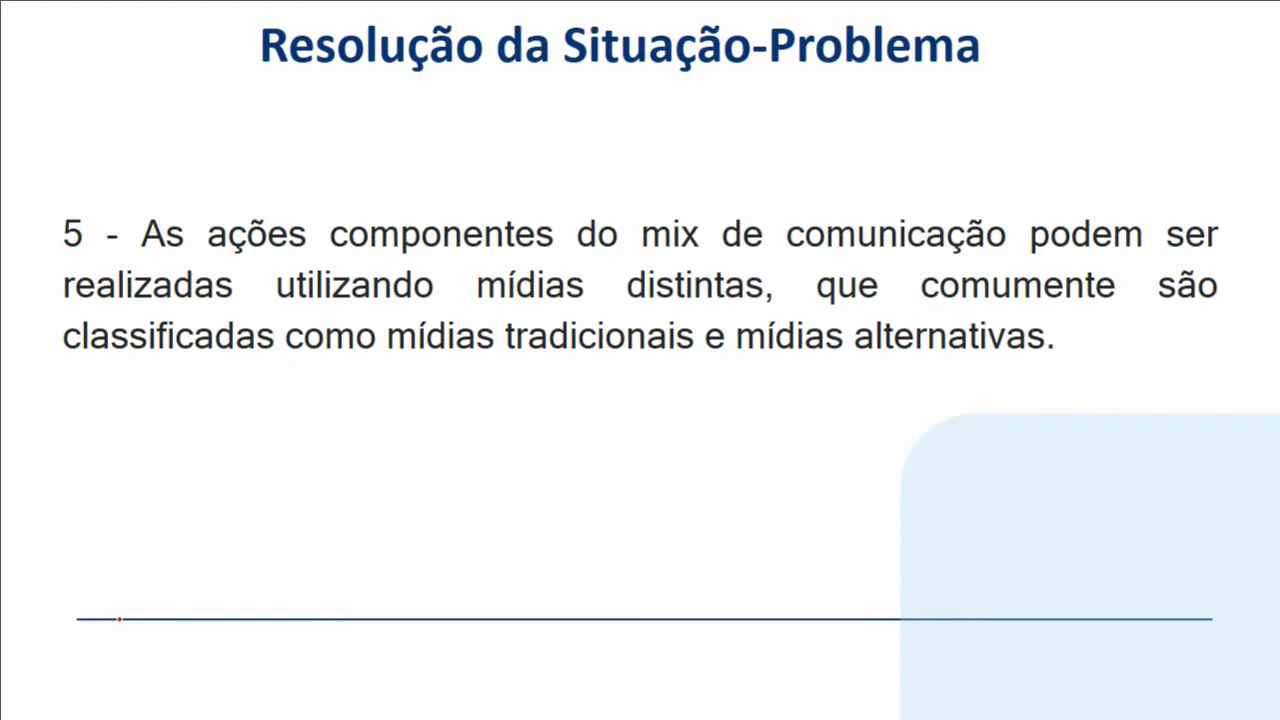 Resolução da Situação-Problema
5 - As ações componentes do mix de comunicação podem ser
realizadas utilizando mídias distintas, que comumente são
classificadas como mídias tradicionais e mídias alternativas.